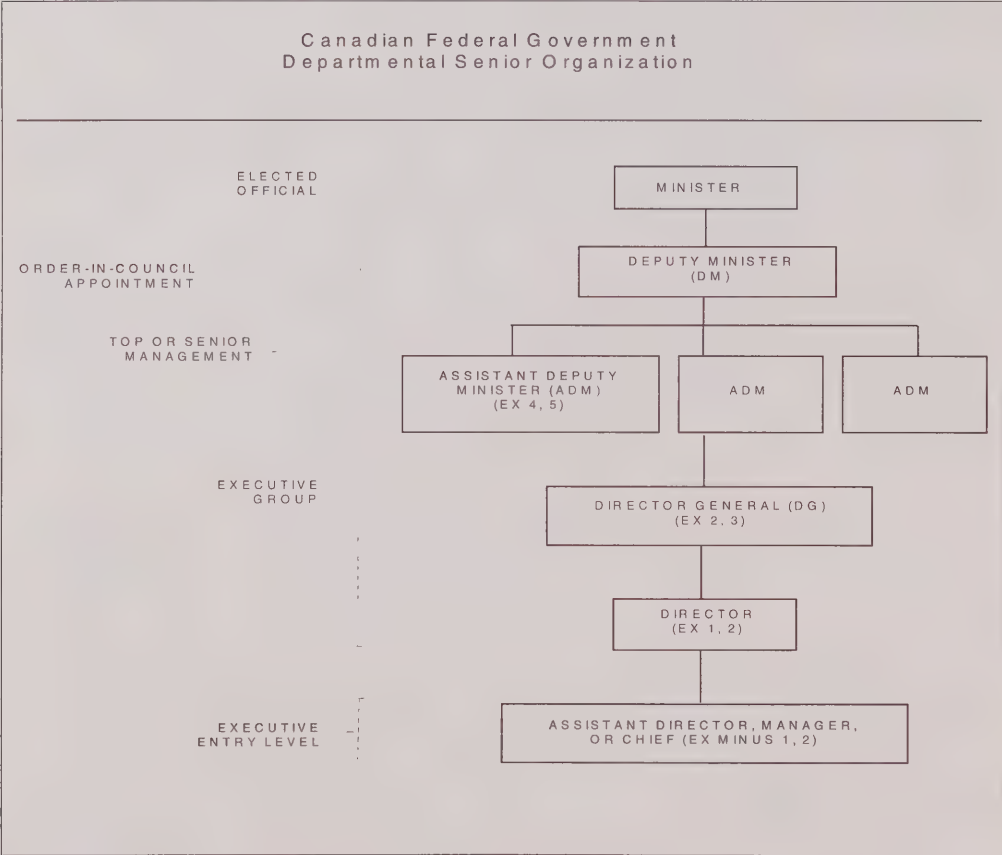 Canadian Federal Government
Departmental Senior Organization
ELECTED
OFFICIAL
MINISTER
ORDER-IN-COUNCIL
APPOINTMENT
DEPUTY MINISTER
(DM)
TOP OR SENIOR
MANAGEMENT
ASSISTANT DEPUTY
MINISTER (ADM)
(EX 4, 5)
ADM
ADM
EXECUTIVE
GROUP
DIRECTOR GENERAL (DG)
(EX 2, 3)
DIRECTOR
(EX 1, 2)
EXECUTIVE
ENTRY LEVEL
ASSISTANT DIRECTOR, MANAGER,
OR CHIEF (EX MINUS 1, 2)